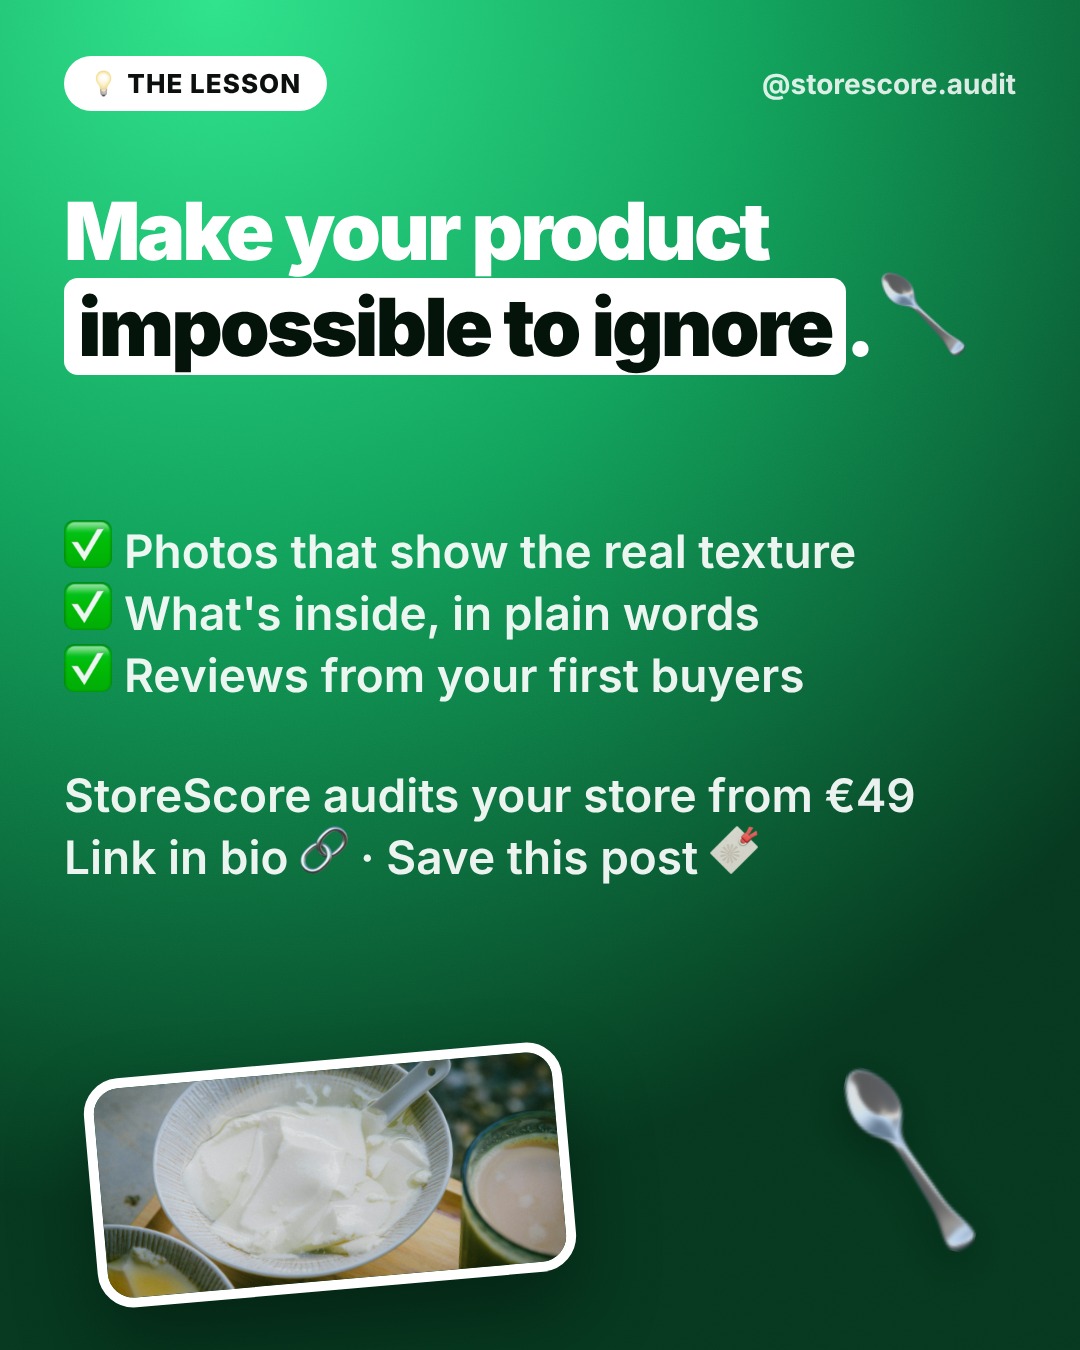 💡 THE LESSON
@storescore.audit
Make your product
impossible to ignore. 🥄
✅ Photos that show the real texture
✅ What's inside, in plain words
✅ Reviews from your first buyers
StoreScore audits your store from €49
Link in bio 🔗 · Save this post 🔖